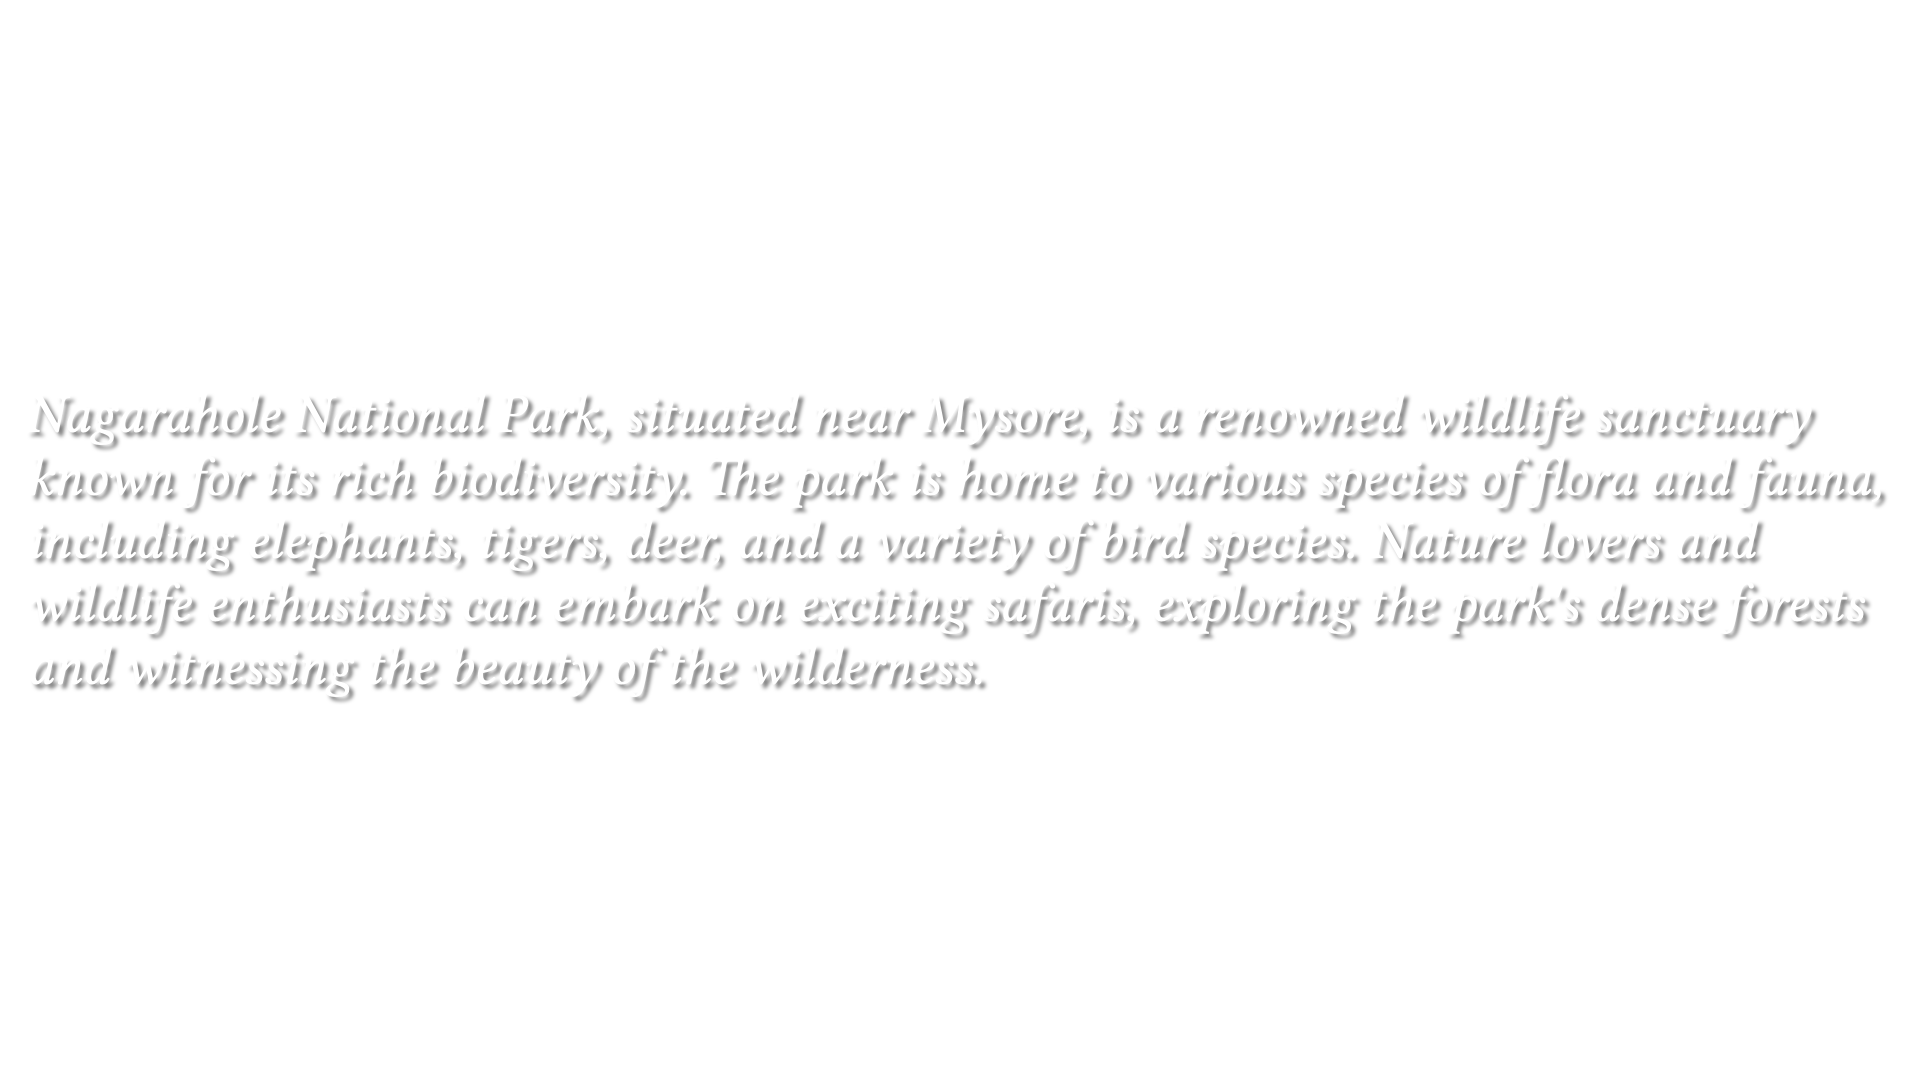 Nagarahole National Park, situated near Mysore, is a renowned wildlife sanctuary
known for its rich biodiversity. The park is home to various species of flora and fauna,
including elephants, tigers, deer, and a variety of bird species. Nature lovers and
wildlife enthusiasts can embark on exciting safaris, exploring the park's dense forests
and witnessing the beauty of the wilderness.